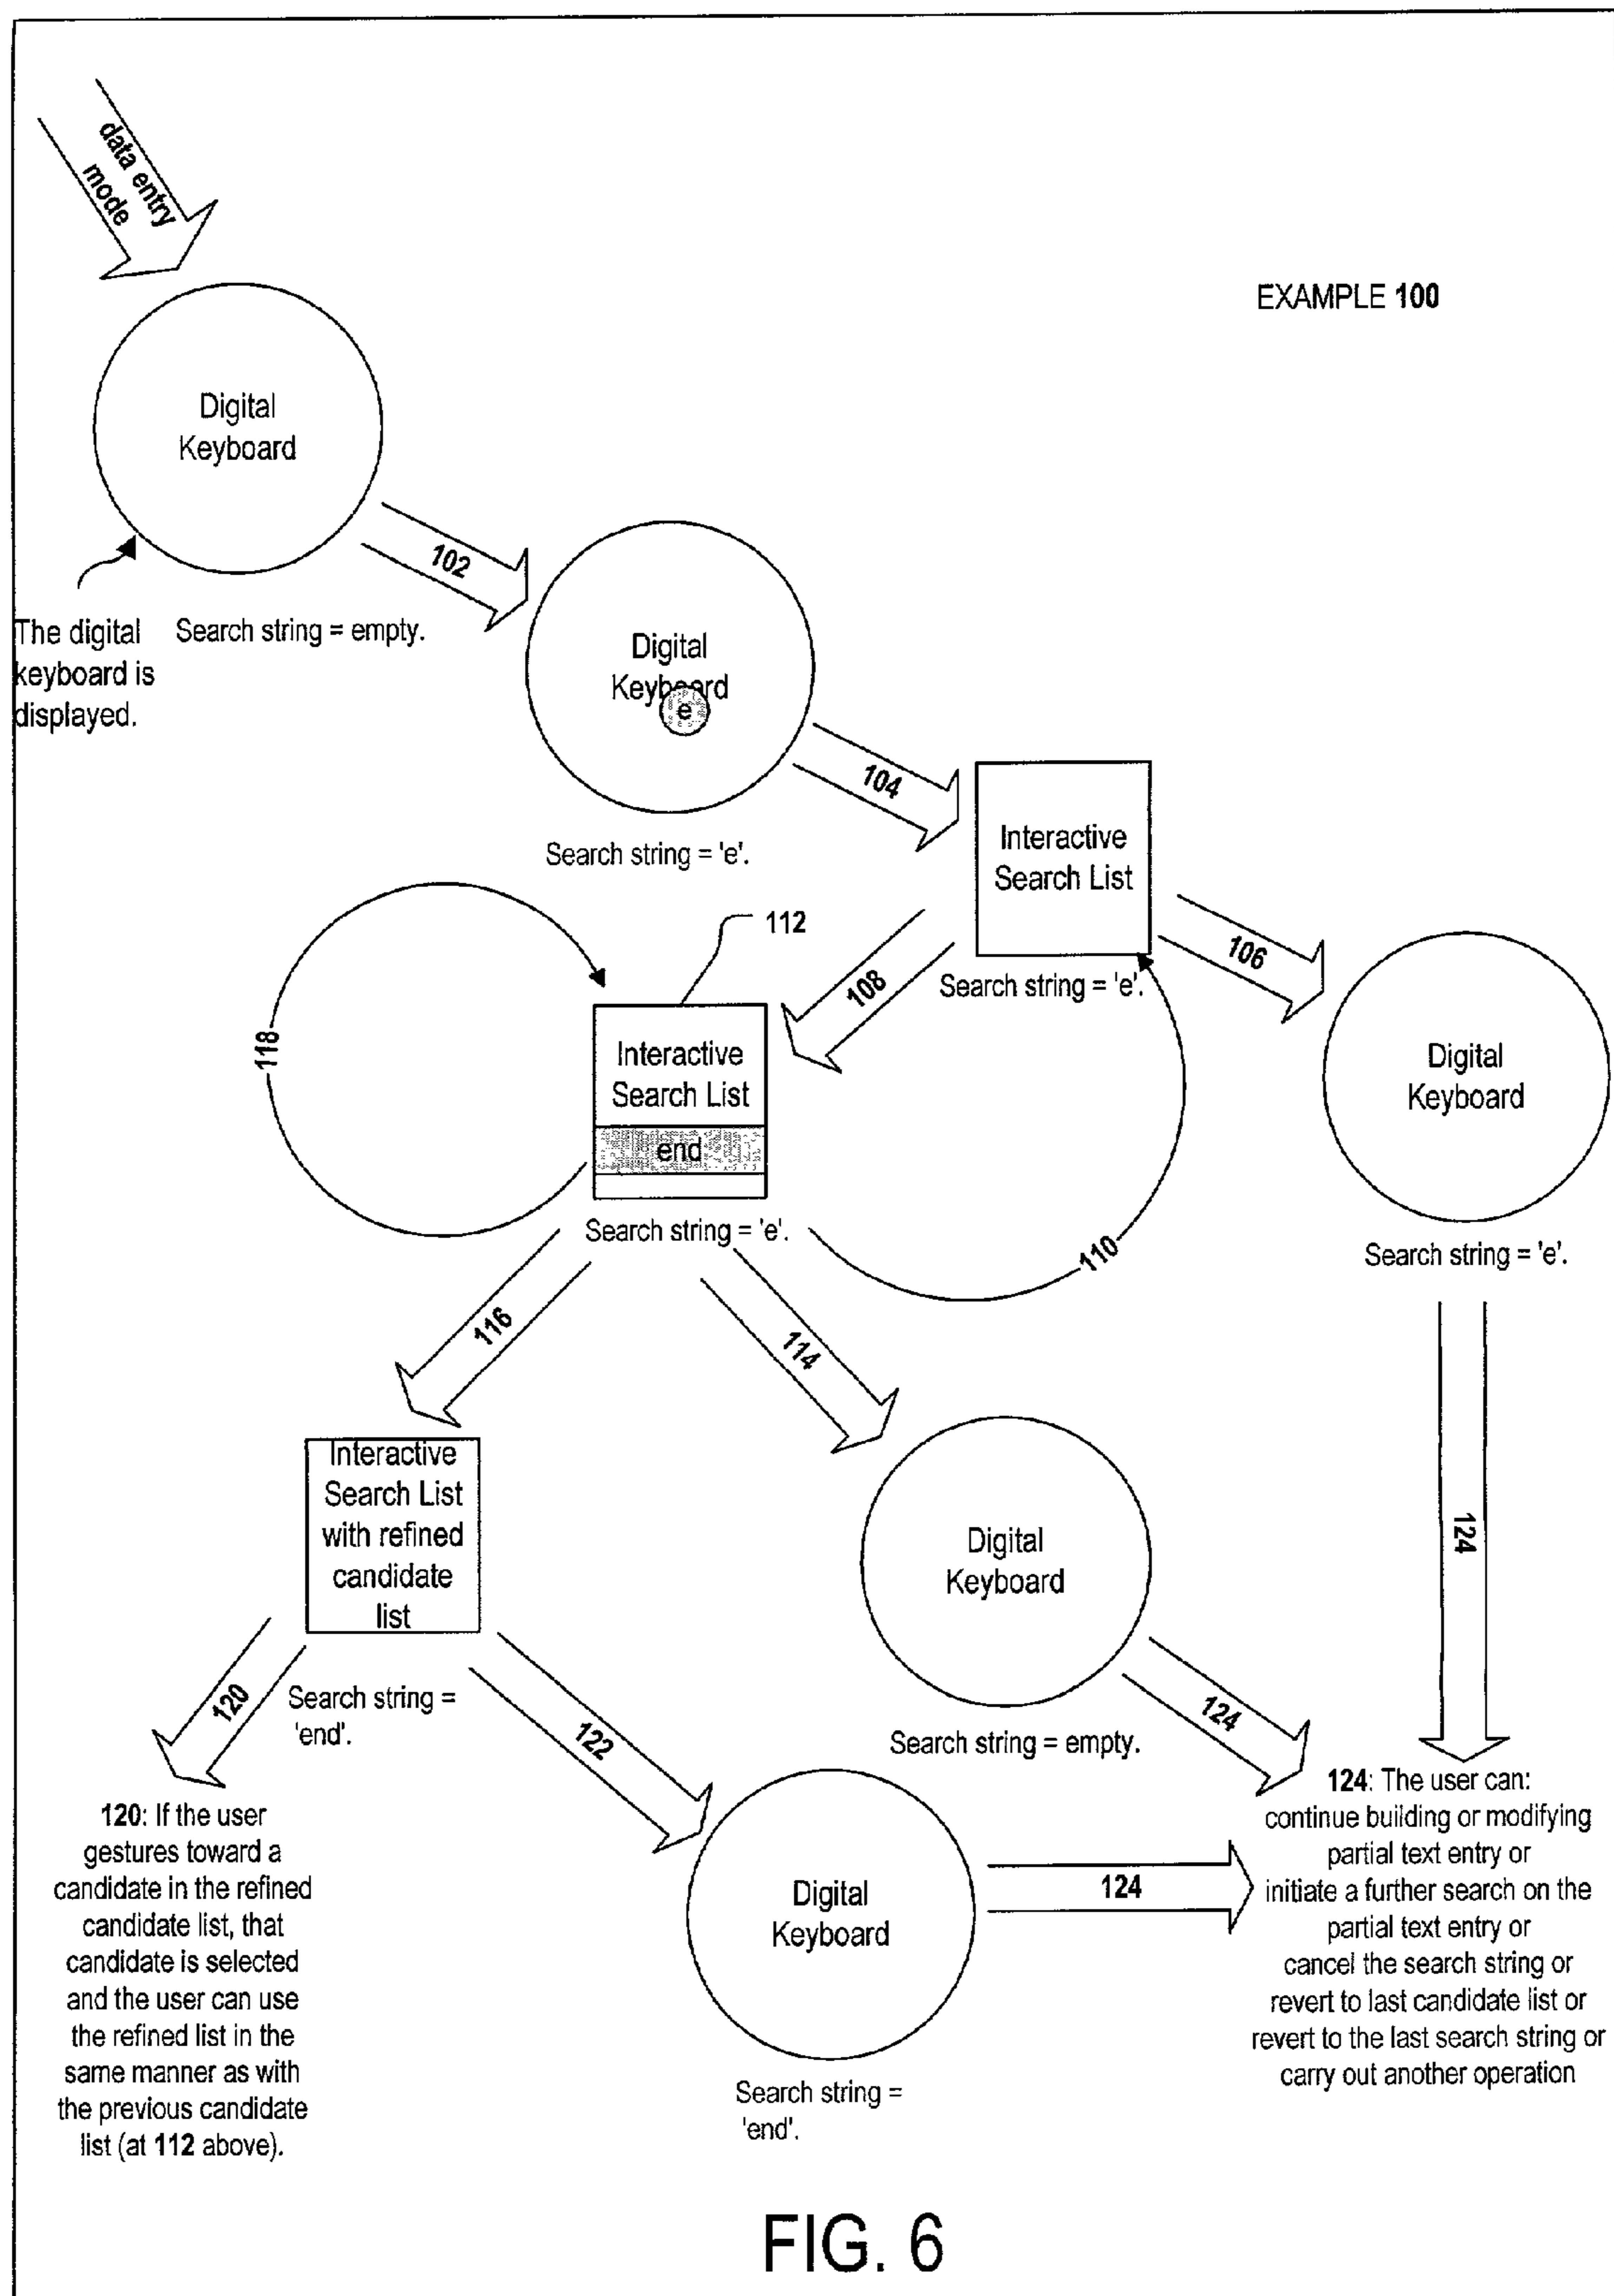 data entry
mode
EXAMPLE 100
Digital
Keyboard
102
The digital
keyboard is
displayed.
Search string = empty.
Digital
Keyboard
e
Search string = 'e'.
104
Interactive
Search List
Search string = 'e'.
106
108
112
118
Interactive
Search List
end
Search string = 'e'.
110
Digital
Keyboard
Search string = 'e'.
116
114
124
Interactive
Search List
with refined
candidate
list
Search string =
'end'.
Digital
Keyboard
Search string = empty.
124
120
122
120: If the user
gestures toward a
candidate in the refined
candidate list, that
candidate is selected
and the user can use
the refined list in the
same manner as with
the previous candidate
list (at 112 above).
Digital
Keyboard
Search string =
'end'.
124
124: The user can:
continue building or modifying
partial text entry or
initiate a further search on the
partial text entry or
cancel the search string or
revert to last candidate list or
revert to the last search string or
carry out another operation
FIG. 6